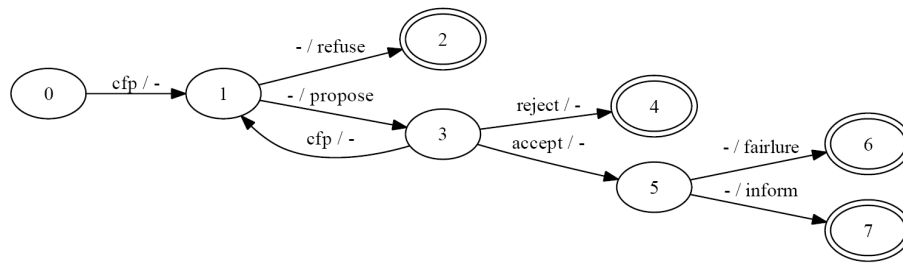 0
cfp / -
1
- / refuse
2
- / propose
cfp / -
3
reject / -
4
accept / -
5
- / fairlure
6
- / inform
7